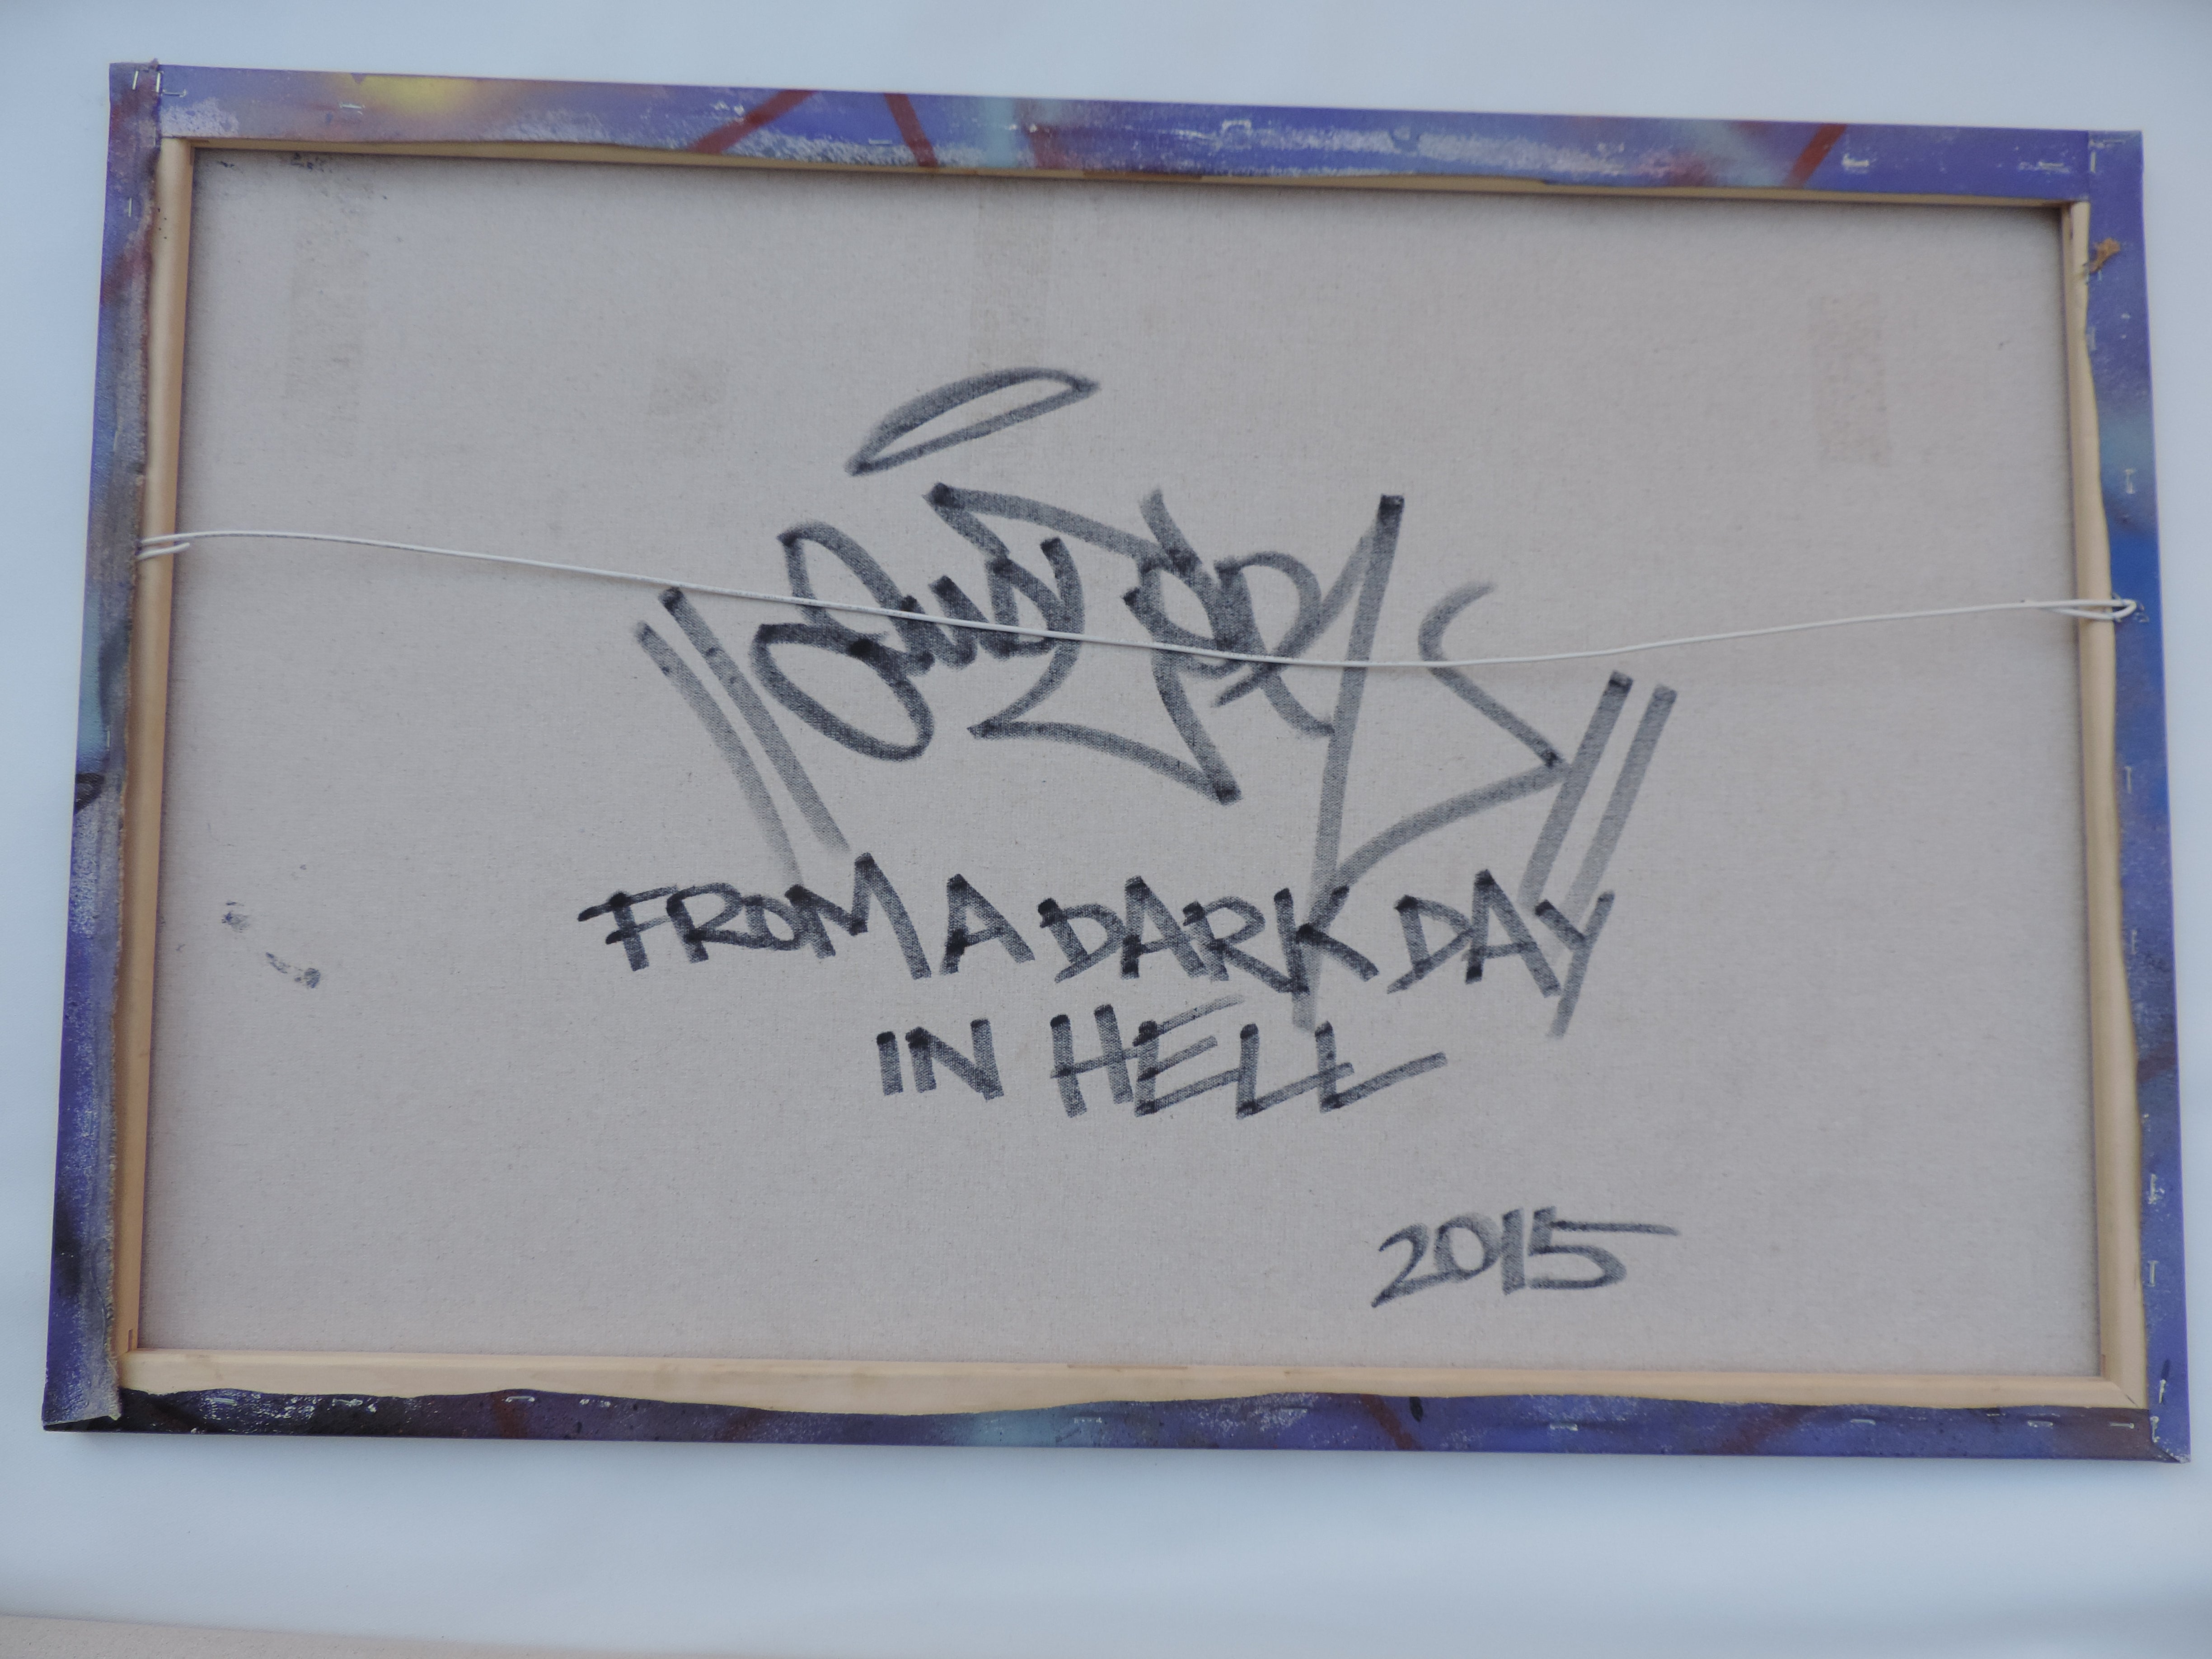 FROM A DARK DAY
IN HELL
2015